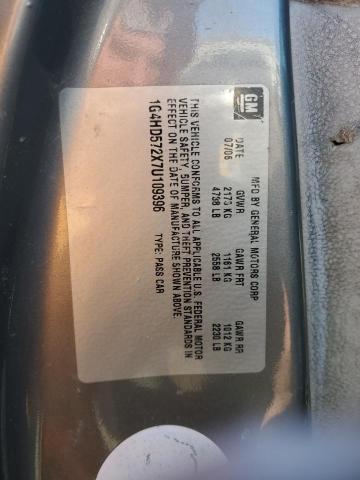 GM
MFG BY GENERAL MOTORS CORP
DATE GVWR GAWR FRT GAWR RR
07/06 2173 KG 1161 KG 1012 KG
4789 LB 2558 LB 2230 LB
THIS VEHICLE CONFORMS TO ALL APPLICABLE U.S. FEDERAL MOTOR
VEHICLE SAFETY, BUMPER, AND THEFT PREVENTION STANDARDS IN
EFFECT ON THE DATE OF MANUFACTURE SHOWN ABOVE.
1G4HD572X7U109396 TYPE: PASS CAR